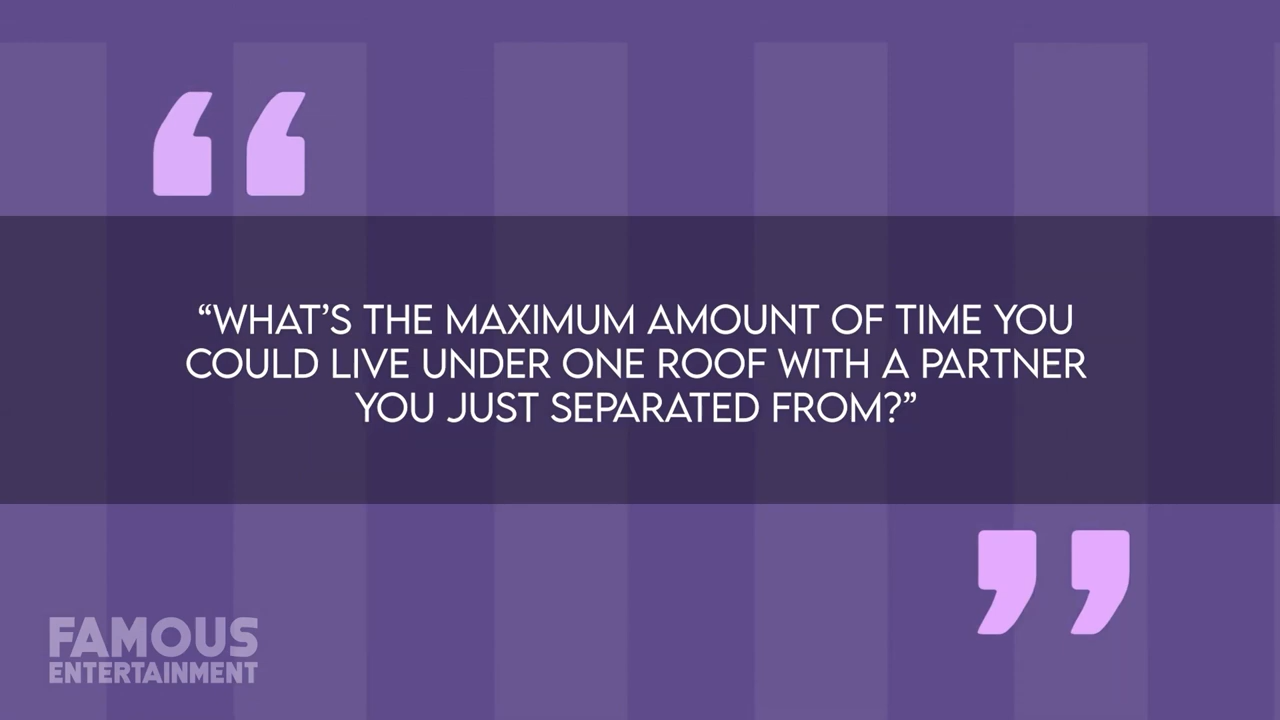 “WHAT’S THE MAXIMUM AMOUNT OF TIME YOU
COULD LIVE UNDER ONE ROOF WITH A PARTNER
YOU JUST SEPARATED FROM?”
FAMOUS
ENTERTAINMENT